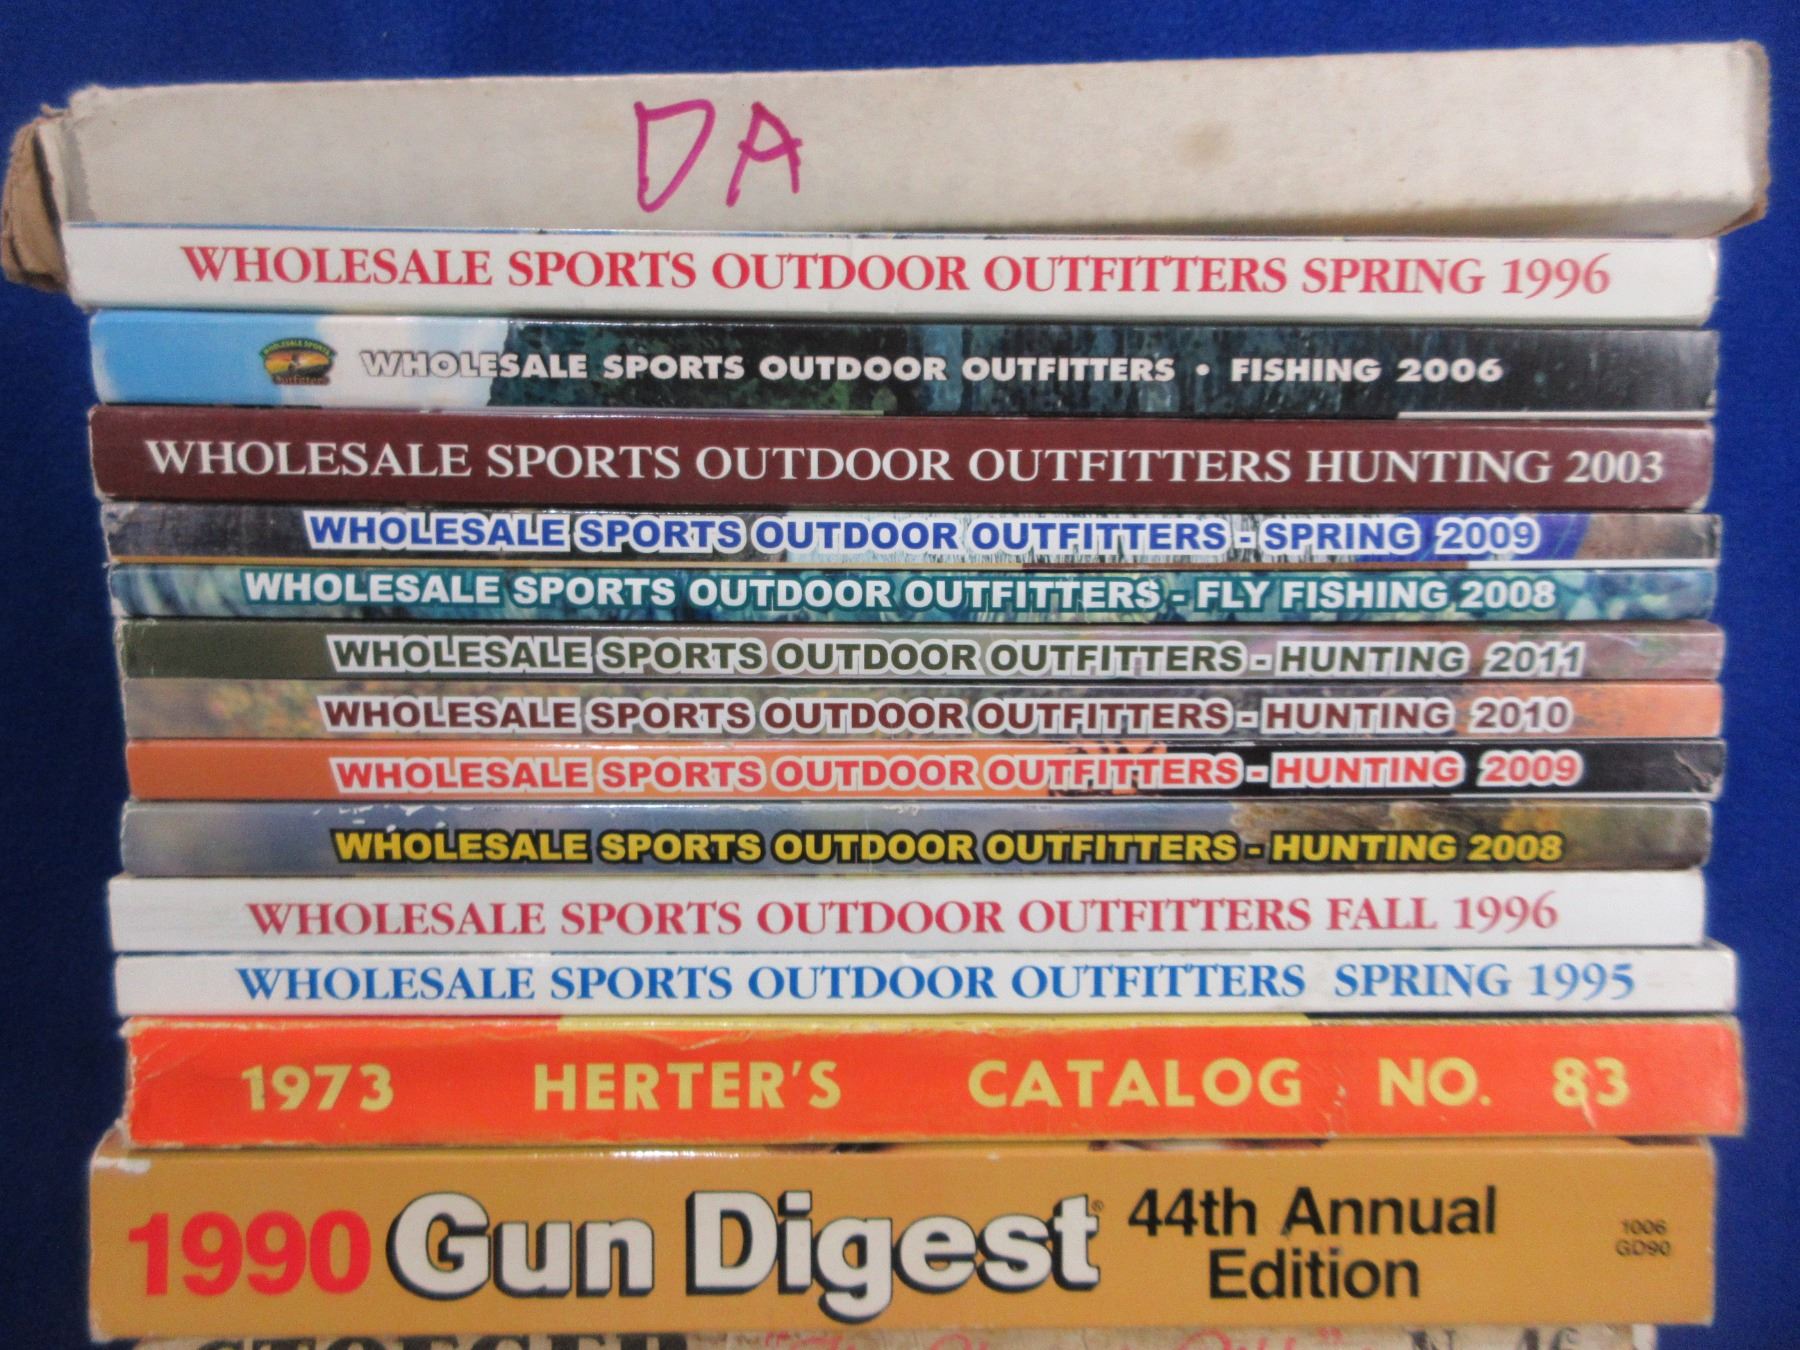 DA
WHOLESALE SPORTS OUTDOOR OUTFITTERS SPRING 1996
WHOLESALE SPORTS Outfitters
WHOLESALE SPORTS OUTDOOR OUTFITTERS • FISHING 2006
WHOLESALE SPORTS OUTDOOR OUTFITTERS HUNTING 2003
WHOLESALE SPORTS OUTDOOR OUTFITTERS - SPRING 2009
WHOLESALE SPORTS OUTDOOR OUTFITTERS - FLY FISHING 2008
WHOLESALE SPORTS OUTDOOR OUTFITTERS - HUNTING 2011
WHOLESALE SPORTS OUTDOOR OUTFITTERS - HUNTING 2010
WHOLESALE SPORTS OUTDOOR OUTFITTERS - HUNTING 2009
WHOLESALE SPORTS OUTDOOR OUTFITTERS - HUNTING 2008
WHOLESALE SPORTS OUTDOOR OUTFITTERS FALL 1996
WHOLESALE SPORTS OUTDOOR OUTFITTERS SPRING 1995
1973 HERTER'S CATALOG NO. 83
1990 Gun Digest® 44th Annual
Edition
1006
GD90